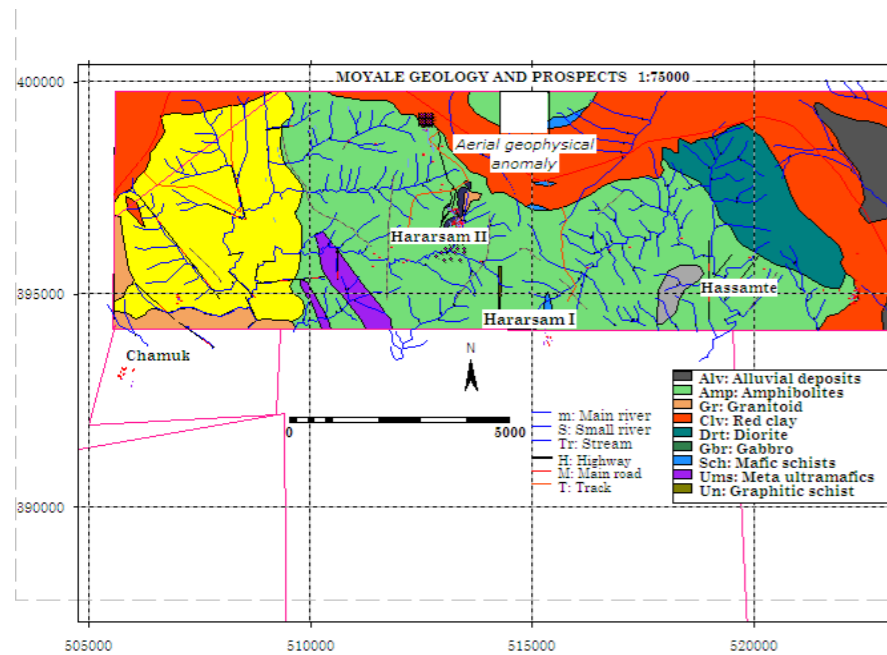 MOYALE GEOLOGY AND PROSPECTS 1:75000
400000
Aerial geophysical
anomaly
Hararsam II
395000
Hassamte
Hararsam I
Chamuk
N
0
5000
m: Main river
S: Small river
Tr: Stream
H: Highway
M: Main road
T: Track
Alv: Alluvial deposits
Amp: Amphibolites
Gr: Granitoid
Clv: Red clay
Drt: Diorite
Gbr: Gabbro
Sch: Mafic schists
Ums: Meta ultramafics
Un: Graphitic schist
390000
505000
510000
515000
520000